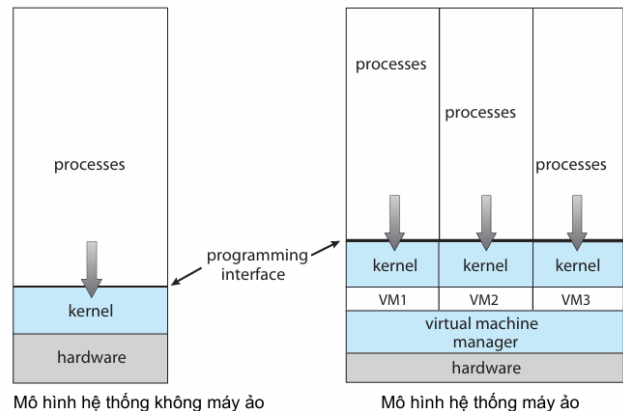 processes
kernel
hardware
Mô hình hệ thống không máy ảo
programming
interface
processes
processes
processes
kernel
kernel
kernel
VM1
VM2
VM3
virtual machine
manager
hardware
Mô hình hệ thống máy ảo